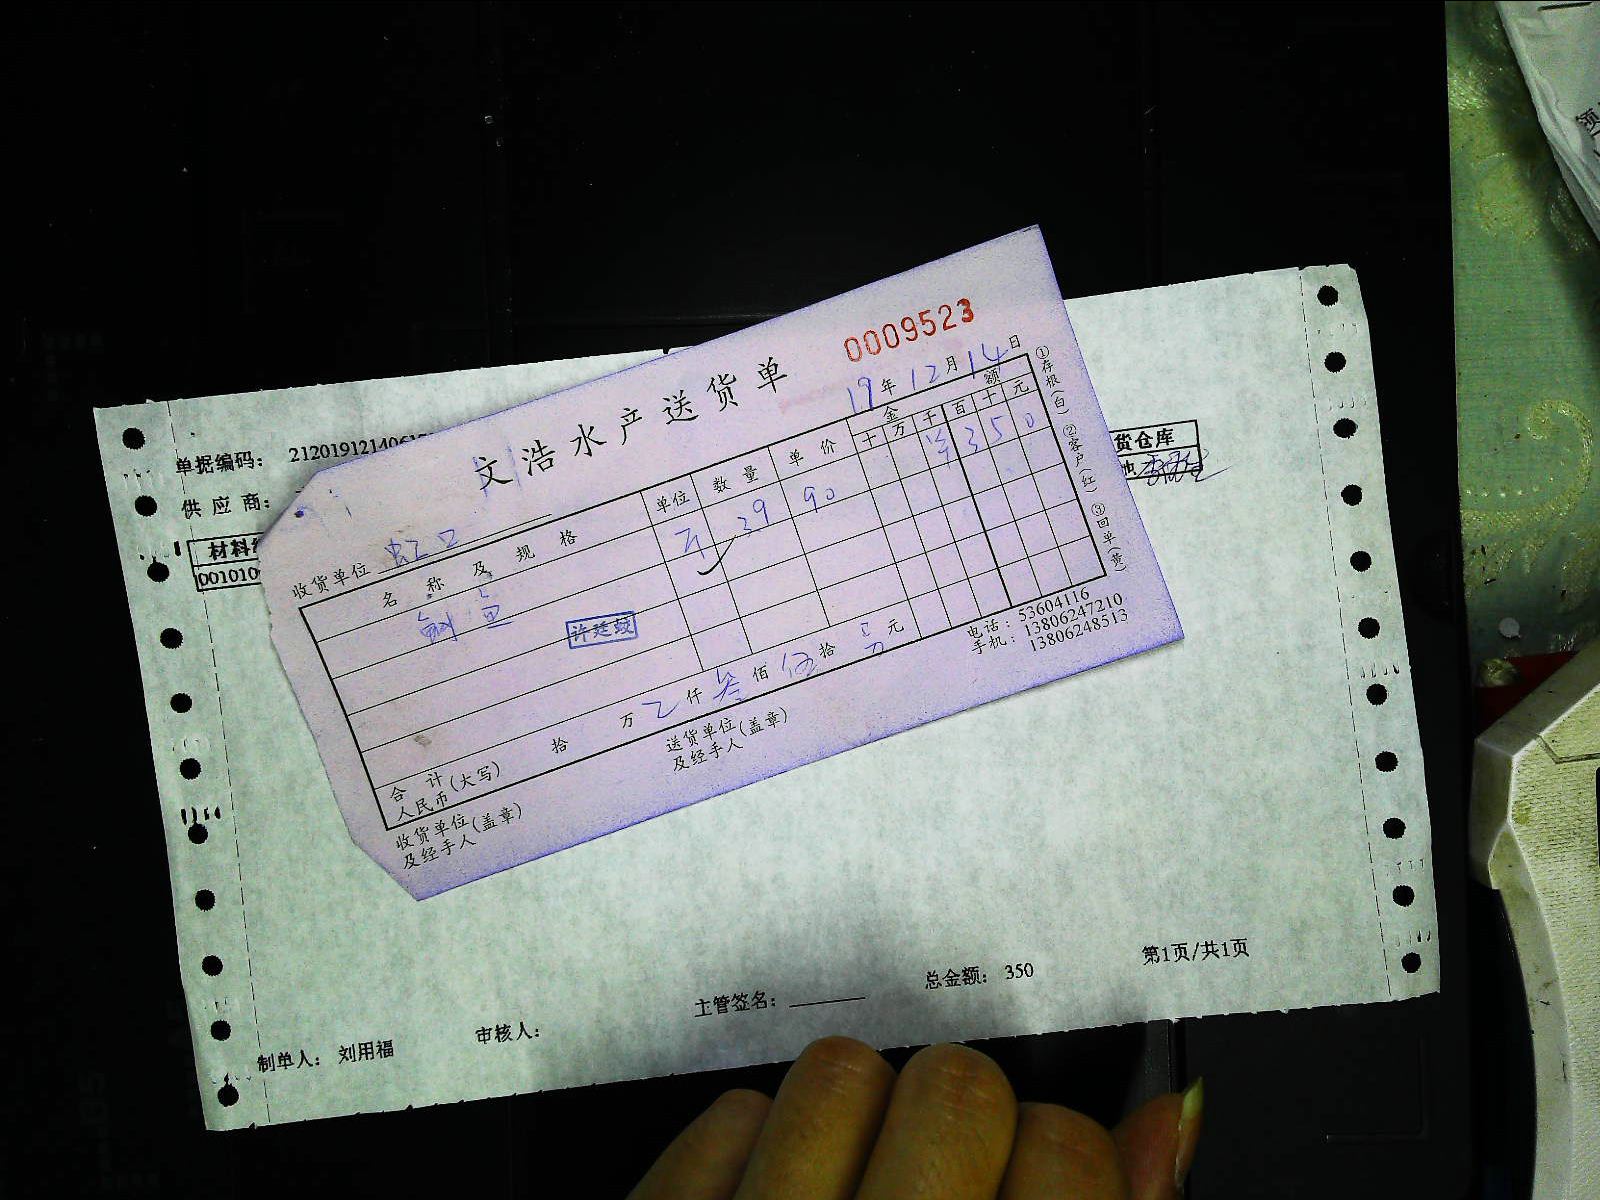 单据编码: 2120191214061
供 应 商:
材料
001010
货仓库
文浩水产送货单
0009523
19年12月14日
收货单位 虹口
名 称 及 规 格 单位 数 量 单 价 金 额
十 万 千 百 十 元
鱼 斤 39 90 ¥ 3 5 0
许廷蛟
合 计 人民币(大写) 拾 万 仟 叁 佰 伍 拾 元
收货单位及经手人(盖章)
送货单位及经手人(盖章)
电话: 53604116
手机: 13806247210
13806248513
①存根(白) ②客户(红) ③回单(黄)
制单人: 刘用福
审核人:
主管签名:
总金额: 350
第1页/共1页
领